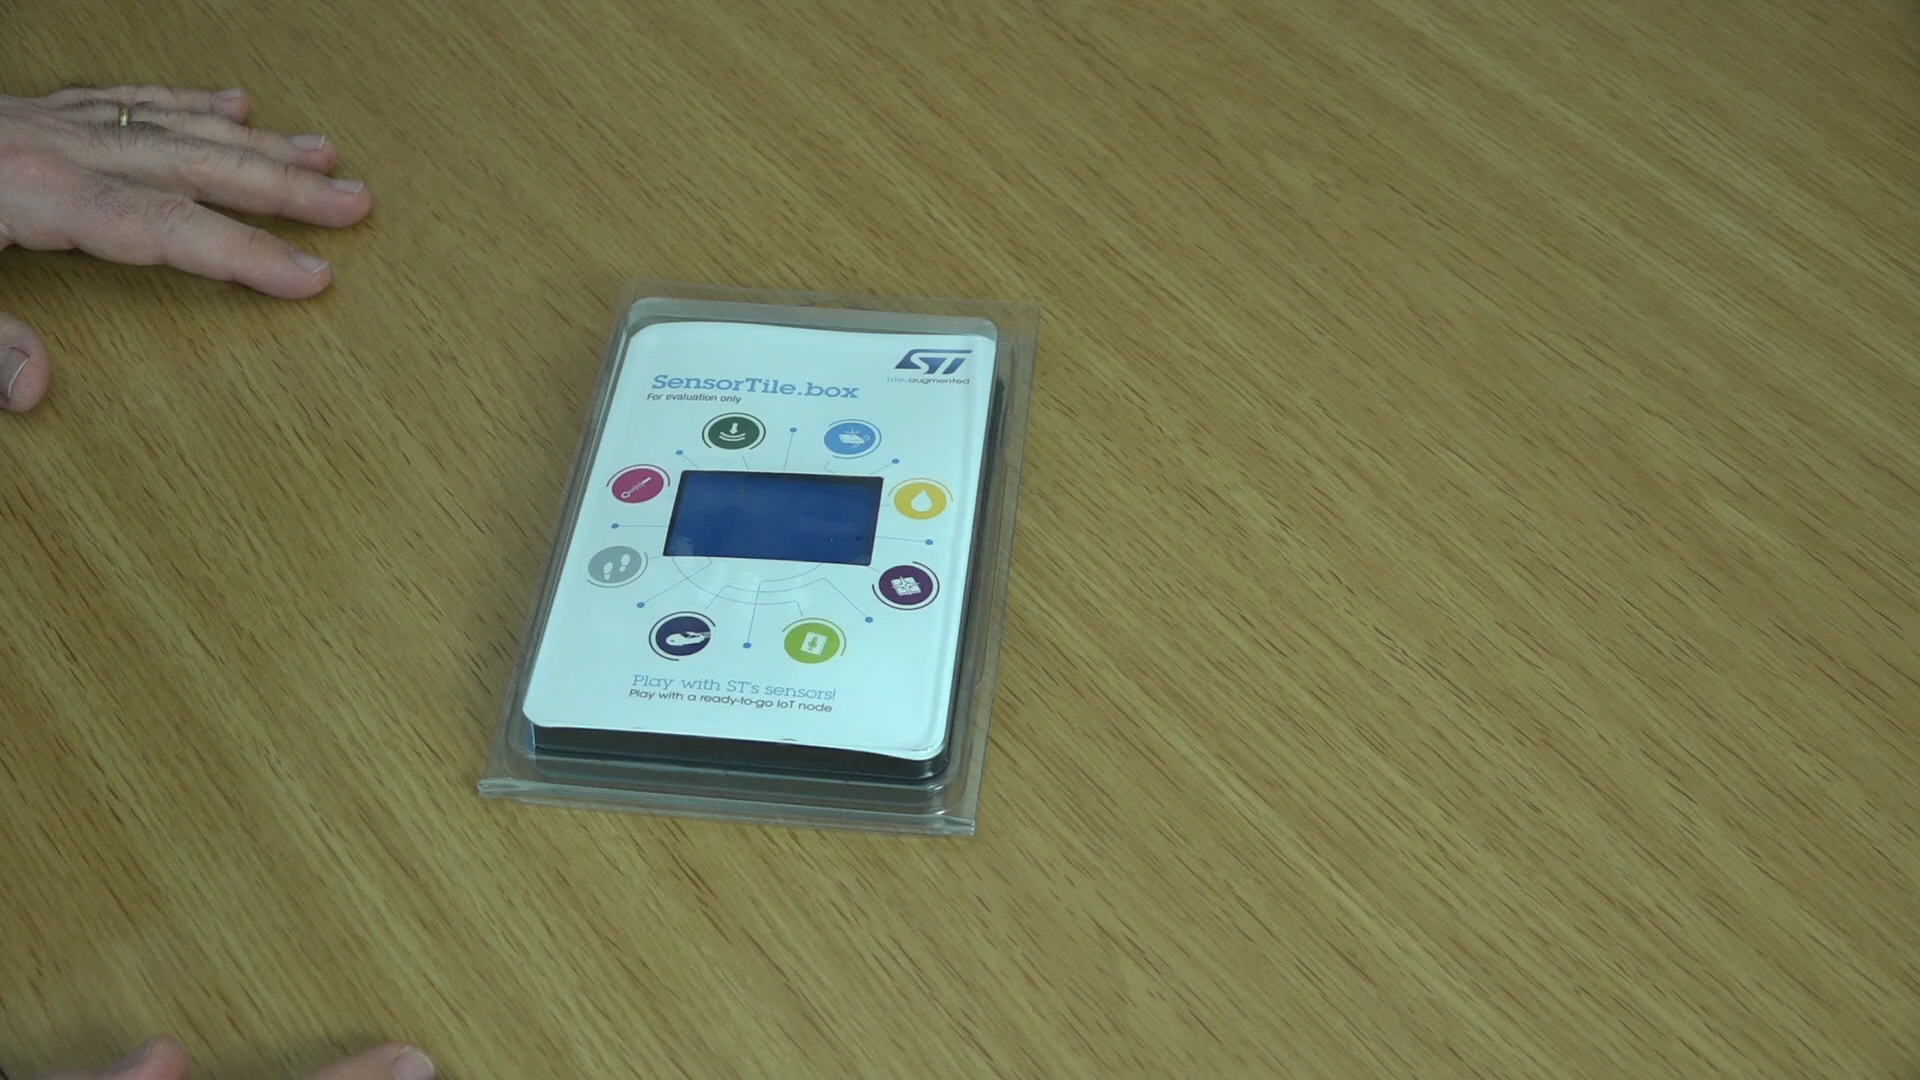 ST
life.augmented
SensorTile.box
For evaluation only
Play with ST's sensors!
Play with a ready-to-go IoT node